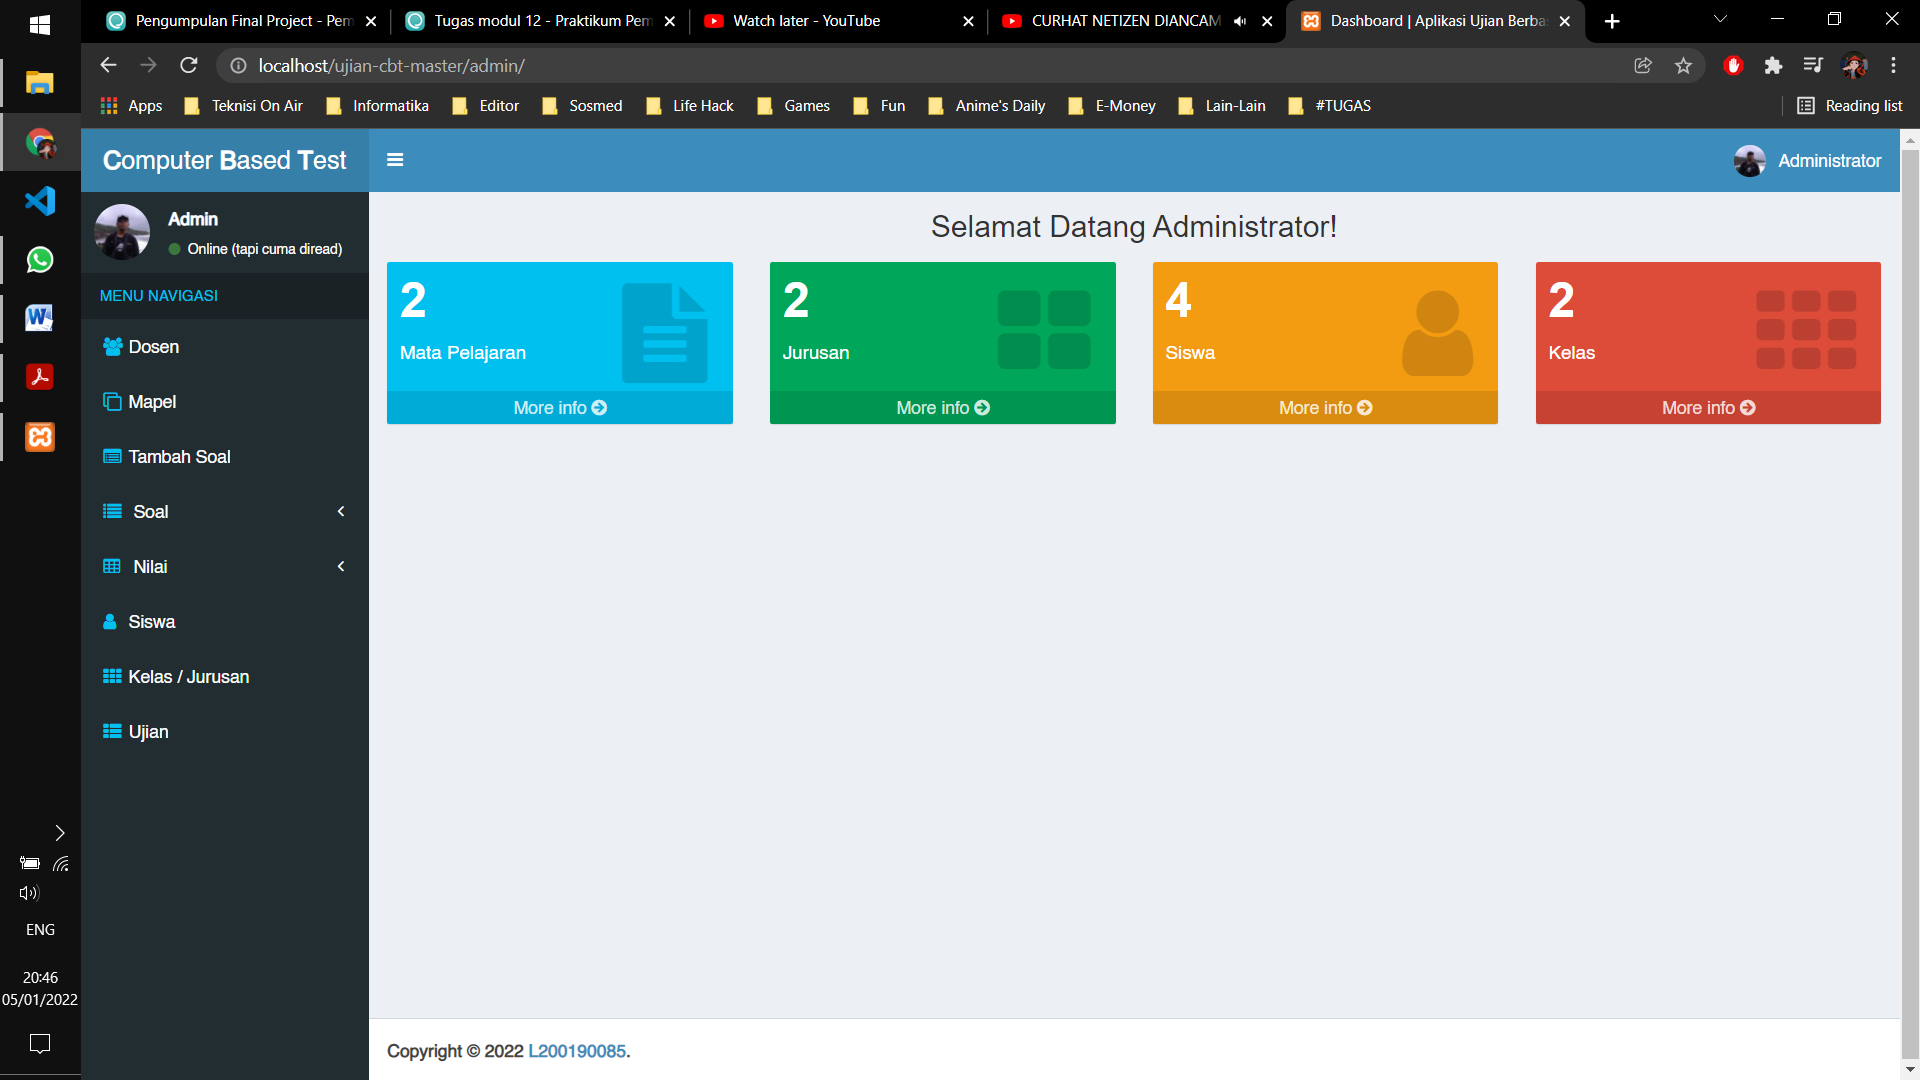 Pengumpulan Final Project - Pem
Tugas modul 12 - Praktikum Pem
Watch later - YouTube
CURHAT NETIZEN DIANCAM
Dashboard | Aplikasi Ujian Berba
localhost/ujian-cbt-master/admin/
Apps
Teknisi On Air
Informatika
Editor
Sosmed
Life Hack
Games
Fun
Anime's Daily
E-Money
Lain-Lain
#TUGAS
Reading list
Computer Based Test
Administrator
Admin
Online (tapi cuma diread)
MENU NAVIGASI
Dosen
Mapel
Tambah Soal
Soal
Nilai
Siswa
Kelas / Jurusan
Ujian
Selamat Datang Administrator!
2
Mata Pelajaran
More info
2
Jurusan
More info
4
Siswa
More info
2
Kelas
More info
Copyright © 2022 L200190085.
ENG
20:46
05/01/2022